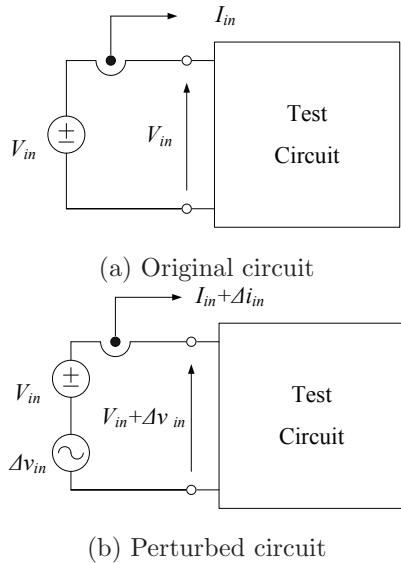 I_in
V_in
±
V_in
Test
Circuit
(a) Original circuit
I_in+Δi_in
V_in
±
V_in+Δv_in
Δv_in
Test
Circuit
(b) Perturbed circuit